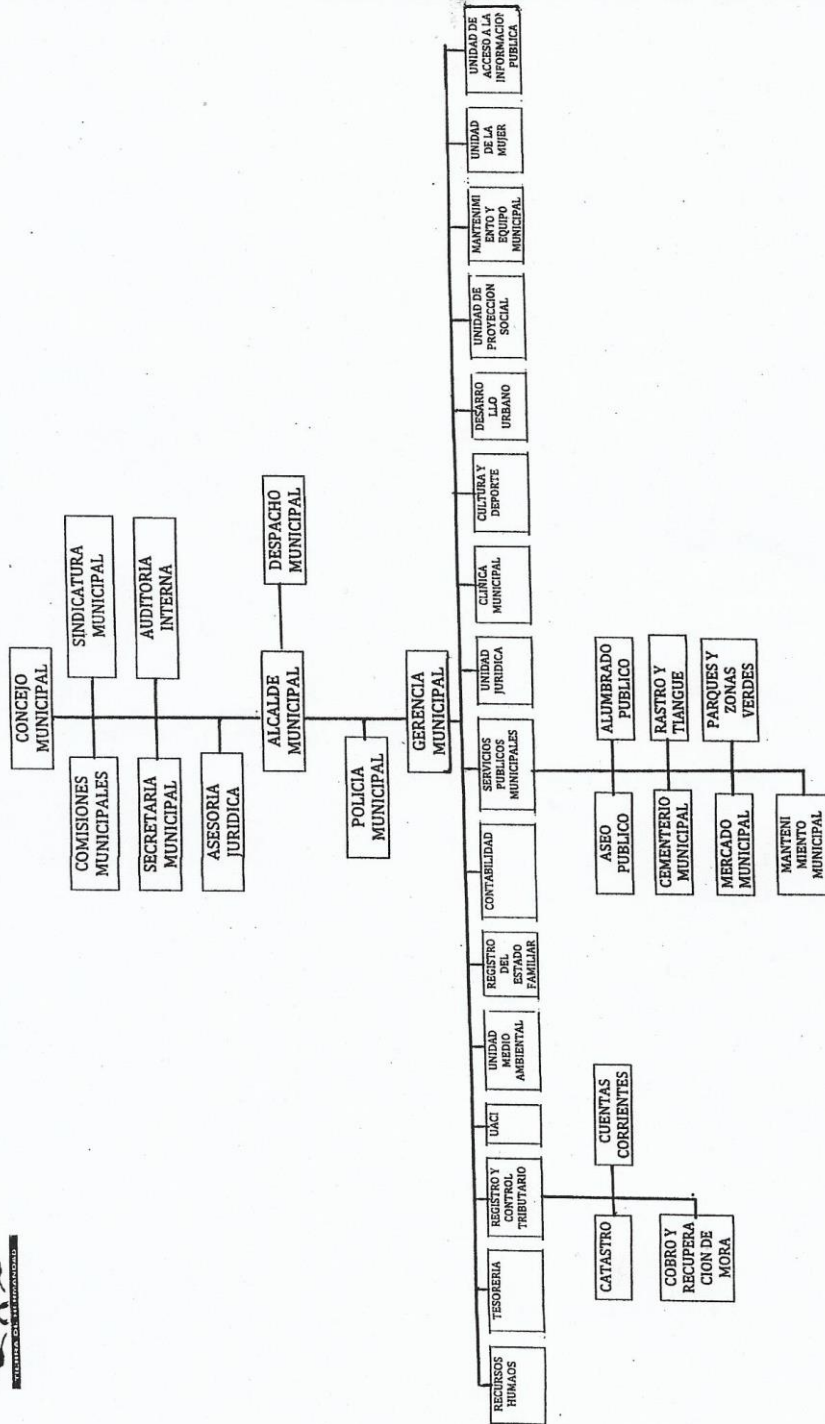 CONCEJO
MUNICIPAL
COMISIONES
MUNICIPALES
SINDICATURA
MUNICIPAL
SECRETARIA
MUNICIPAL
AUDITORIA
INTERNA
ASESORIA
JURIDICA
ALCALDE
MUNICIPAL
DESPACHO
MUNICIPAL
POLICIA
MUNICIPAL
GERENCIA
MUNICIPAL
RECURSOS
HUMAOS
TESORERIA
REGISTRO Y
CONTROL
TRIBUTARIO
UACI
UNIDAD
MEDIO
AMBIENTAL
REGISTRO
DEL
ESTADO
FAMILIAR
CONTABILIDAD
SERVICIOS
PUBLICOS
MUNICIPALES
UNIDAD
JURIDICA
CLINICA
MUNICIPAL
CULTURA Y
DEPORTE
DESARRO
LLO
URBANO
UNIDAD DE
PROYECCION
SOCIAL
MANTENIMI
ENTO Y
EQUIPO
MUNICIPAL
UNIDAD
DE LA
MUJER
UNIDAD DE
ACCESO A LA
INFORMACION
PUBLICA
CATASTRO
CUENTAS
CORRIENTES
COBRO Y
RECUPERA
CION DE
MORA
ASEO
PUBLICO
ALUMBRADO
PUBLICO
CEMENTERIO
MUNICIPAL
RASTRO Y
TIANGUE
MERCADO
MUNICIPAL
PARQUES Y
ZONAS
VERDES
MANTENI
MIENTO
MUNICIPAL